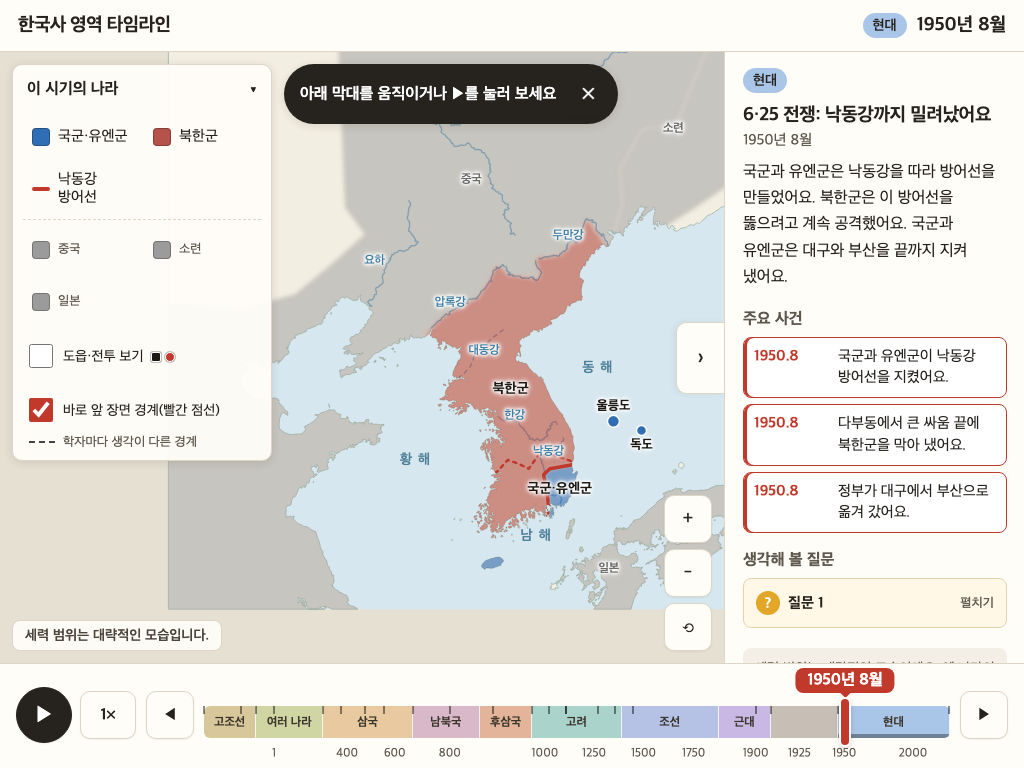 한국사 영역 타임라인
현대 1950년 8월
이 시기의 나라 ▾
국군·유엔군 북한군
낙동강
방어선
중국 소련
일본
도읍·전투 보기
바로 앞 장면 경계(빨간 점선)
학자마다 생각이 다른 경계
아래 막대를 움직이거나 ▶를 눌러 보세요 ✕
소련
중국
두만강
요하
압록강
대동강
동 해
북한군
울릉도
한강
독도
낙동강
황 해
국군·유엔군
남 해
일본
›
+
−
⟲
세력 범위는 대략적인 모습입니다.
현대
6·25 전쟁: 낙동강까지 밀려났어요
1950년 8월
국군과 유엔군은 낙동강을 따라 방어선을
만들었어요. 북한군은 이 방어선을
뚫으려고 계속 공격했어요. 국군과
유엔군은 대구와 부산을 끝까지 지켜
냈어요.
주요 사건
1950.8 국군과 유엔군이 낙동강
방어선을 지켰어요.
1950.8 다부동에서 큰 싸움 끝에
북한군을 막아 냈어요.
1950.8 정부가 대구에서 부산으로
옮겨 갔어요.
생각해 볼 질문
? 질문 1 펼치기
1950년 8월
1×
고조선 여러 나라 삼국 남북국 후삼국 고려 조선 근대 현대
1 400 600 800 1000 1250 1500 1750 1900 1925 1950 2000